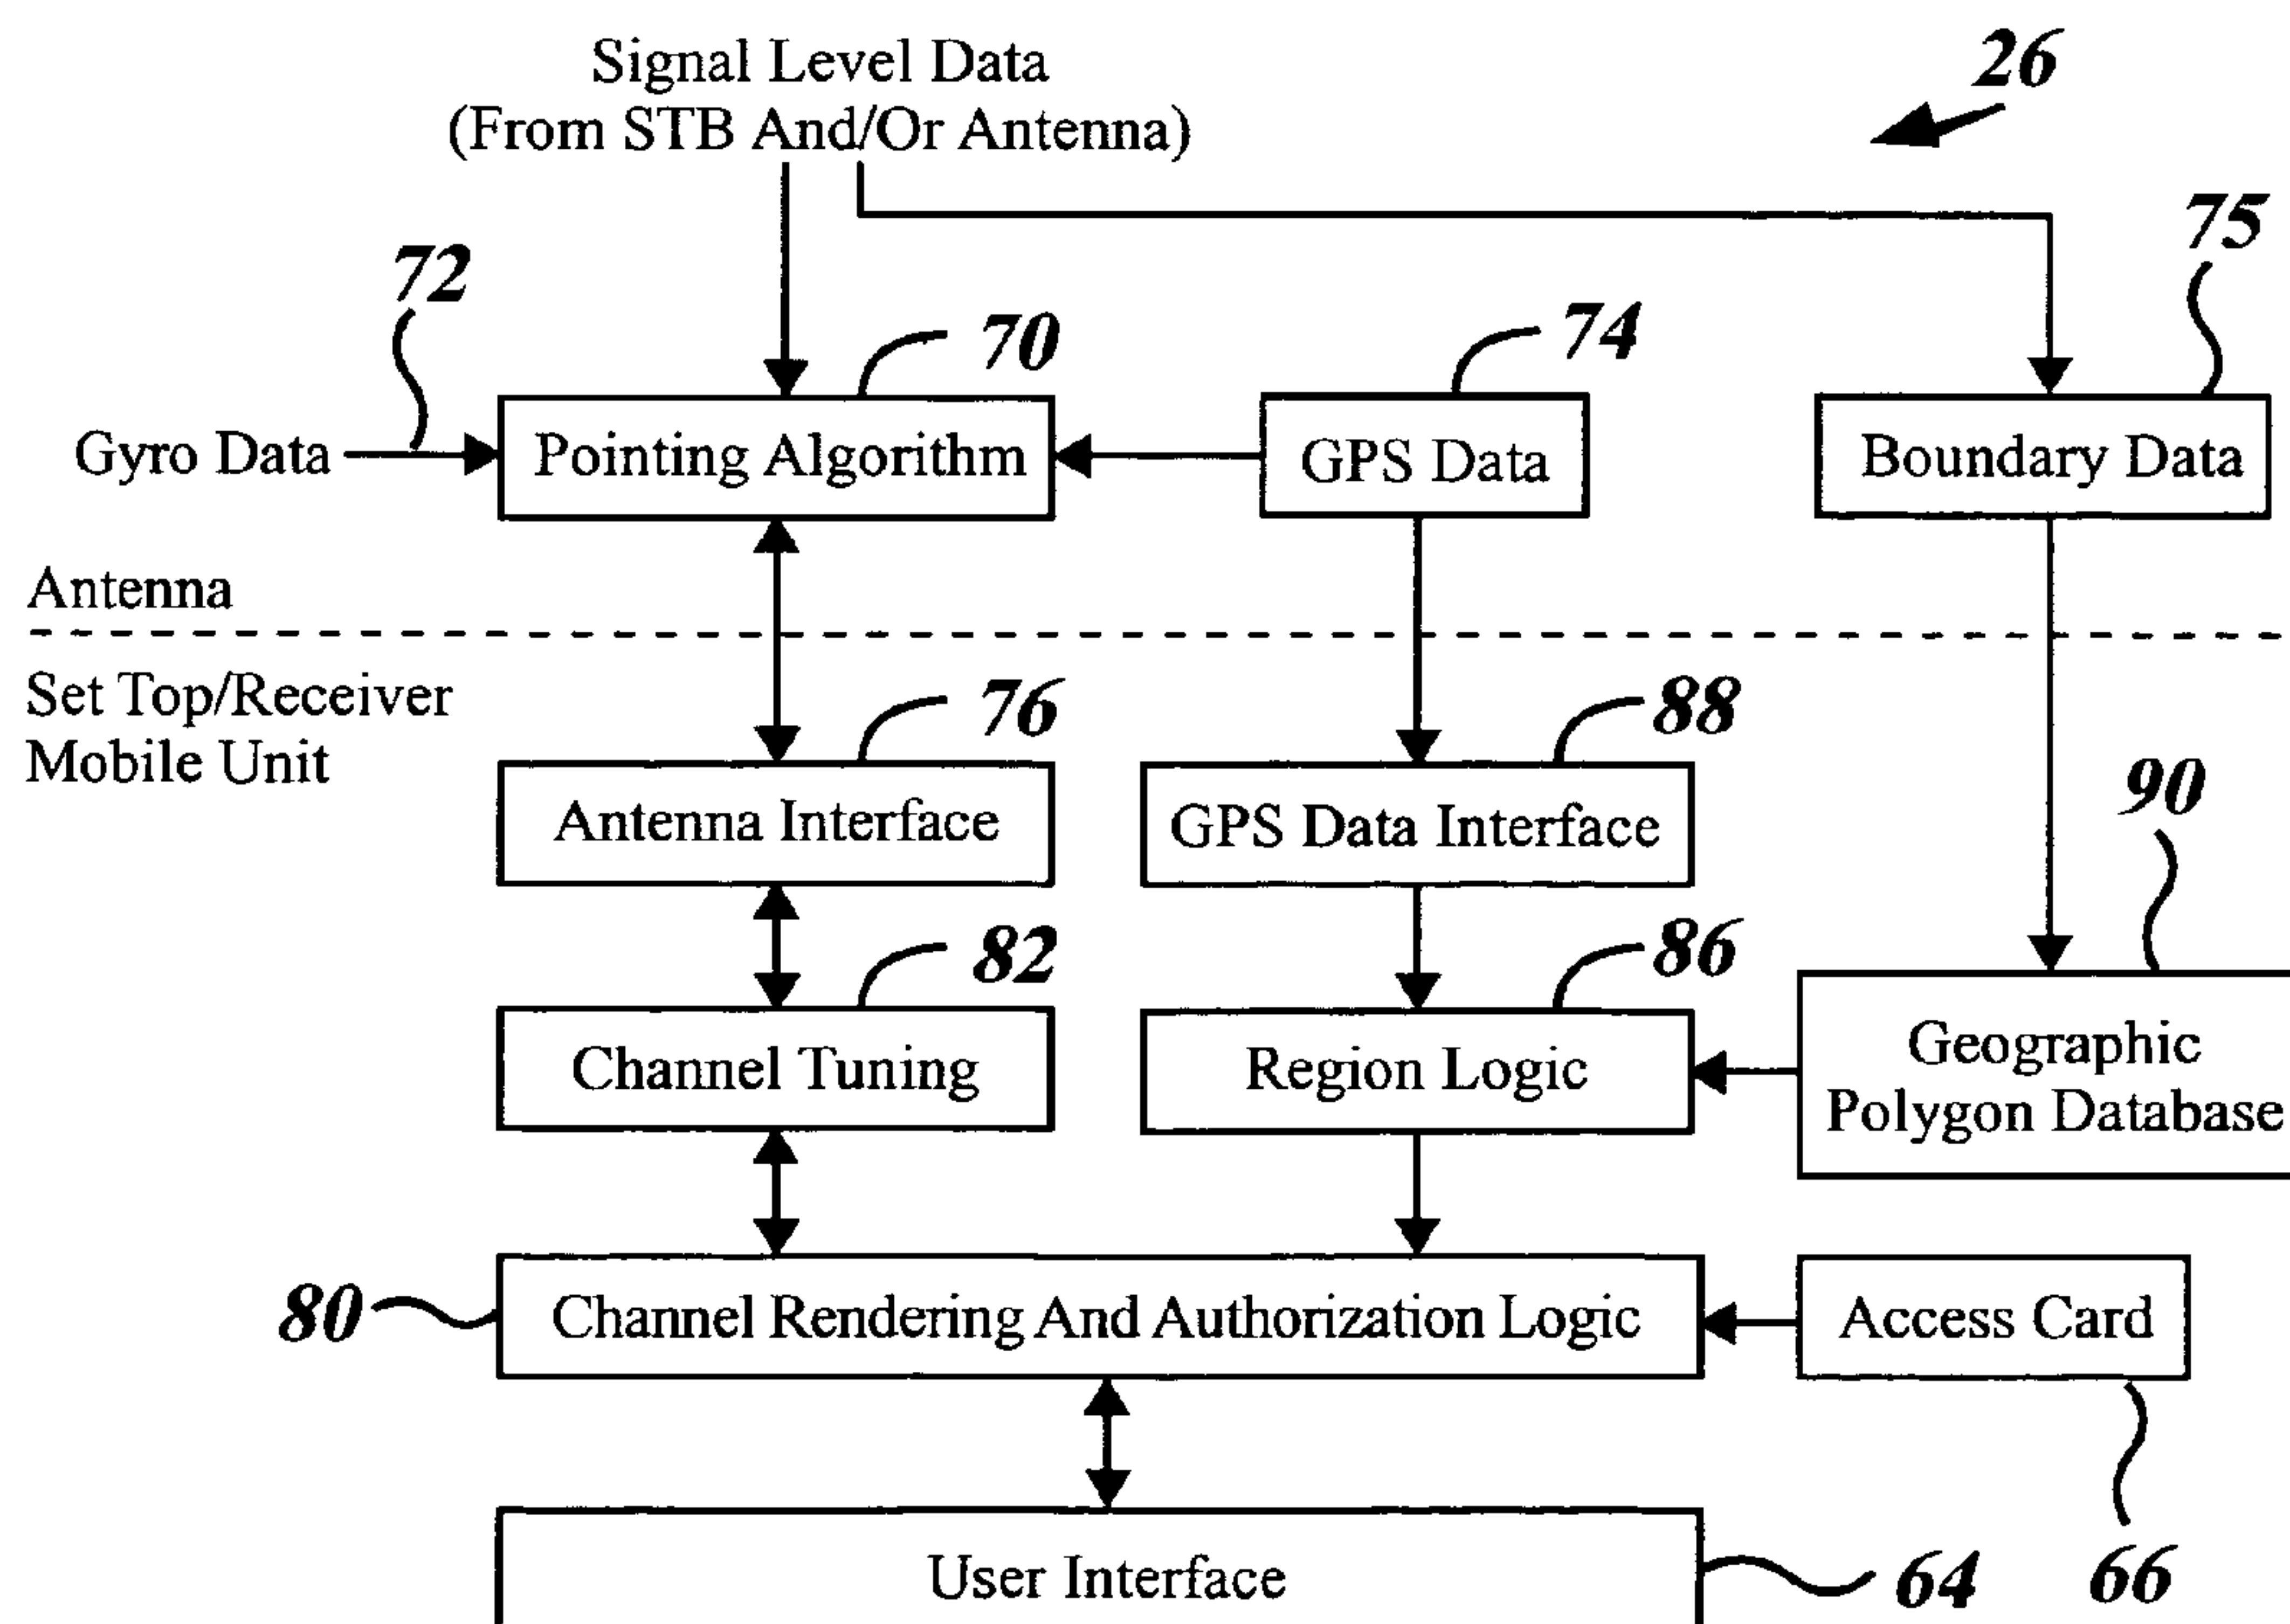 Signal Level Data
(From STB And/Or Antenna)
26
75
72
70
74
Gyro Data
Pointing Algorithm
GPS Data
Boundary Data
Antenna
Set Top/Receiver
Mobile Unit
76
88
90
Antenna Interface
GPS Data Interface
82
86
Channel Tuning
Region Logic
Geographic
Polygon Database
80
Channel Rendering And Authorization Logic
Access Card
User Interface
64
66